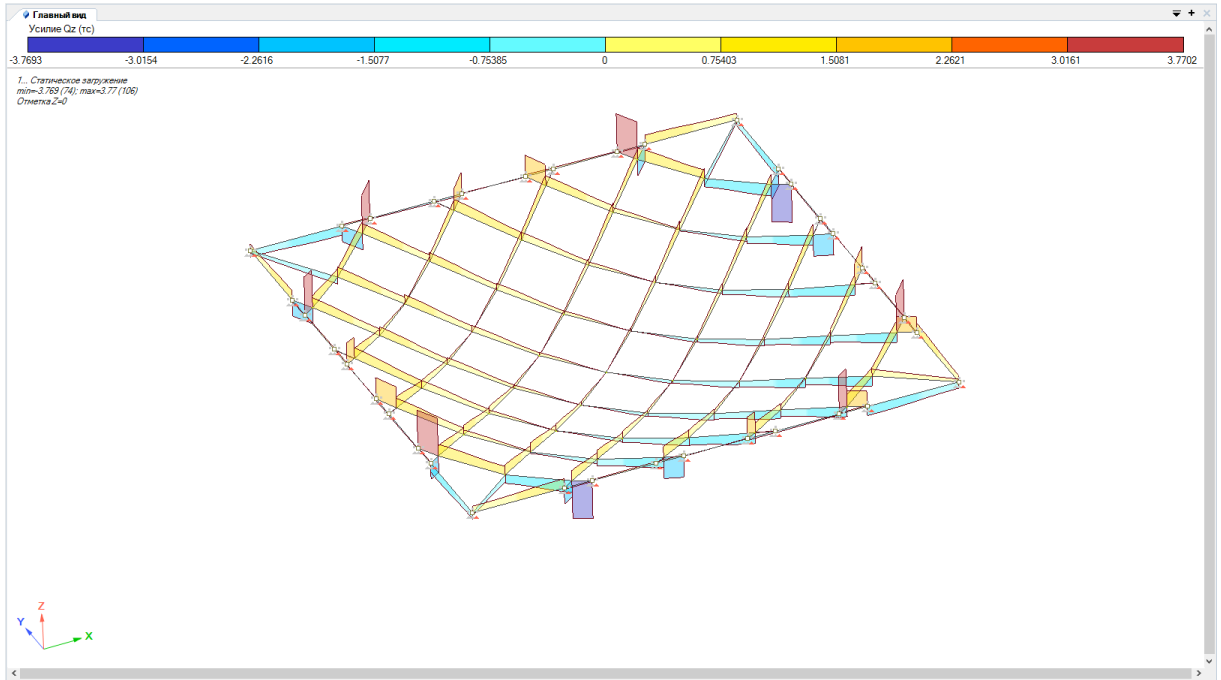 Главный вид
Усилие Qz (тс)
-3.7693 -3.0154 -2.2616 -1.5077 -0.75385 0 0.75403 1.5081 2.2621 3.0161 3.7702
1... Статическое загружение
min=-3.769 (74); max=3.77 (106)
Отметка Z=0
Z
Y
X